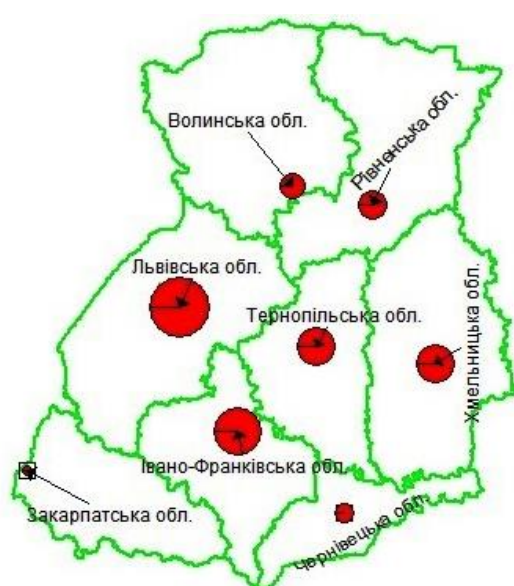 Волинська обл.
Рівненська обл.
Львівська обл.
Тернопільська обл.
Хмельницька обл.
Івано-Франківська обл.
Закарпатська обл.
Чернівецька обл.